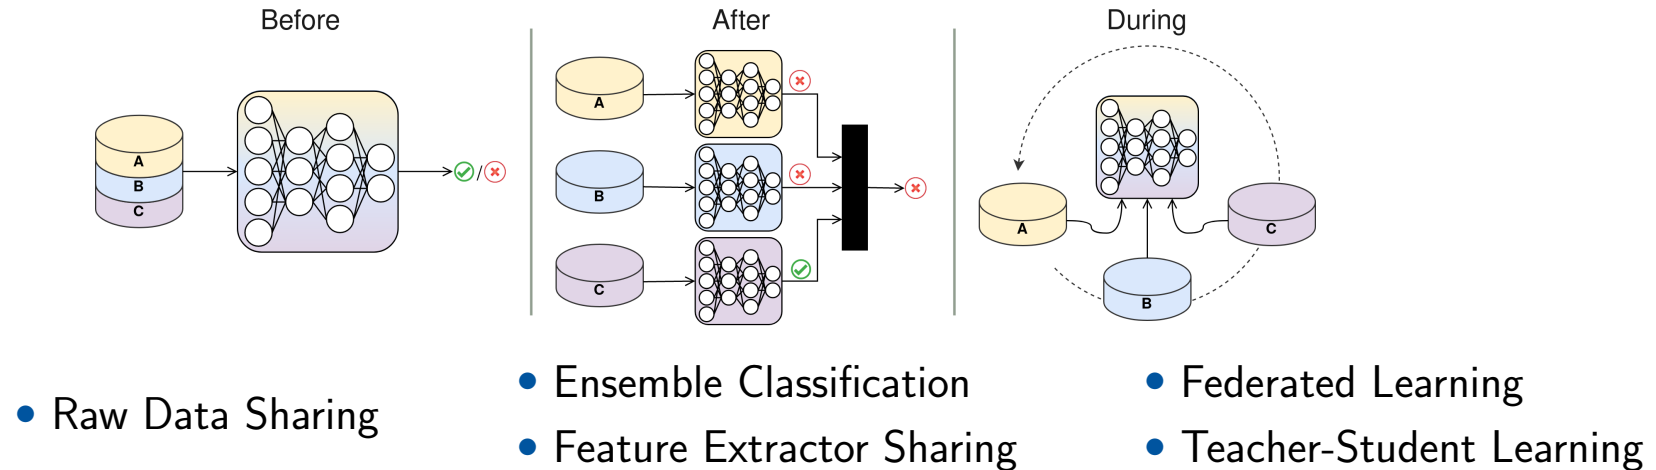 Before
A
B
C
/
After
A
B
C
During
A
B
C
• Raw Data Sharing
• Ensemble Classification
• Feature Extractor Sharing
• Federated Learning
• Teacher-Student Learning